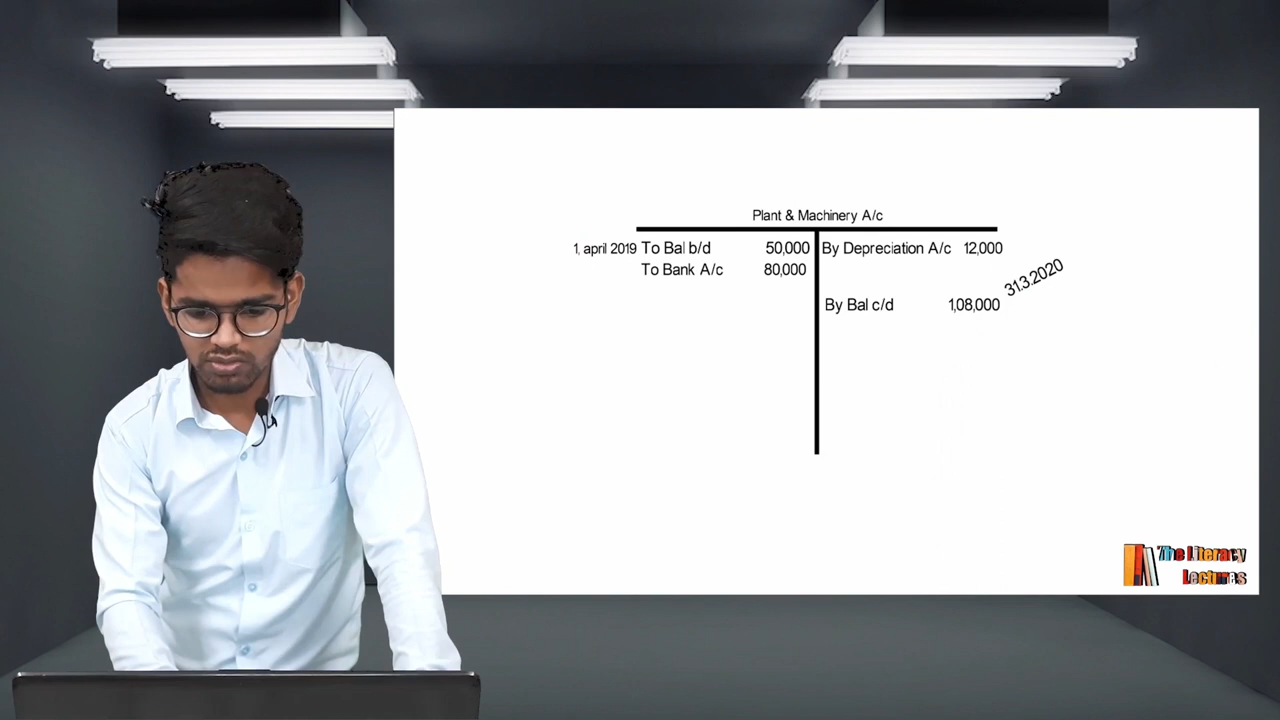 Plant & Machinery A/c
1, april 2019 To Bal b/d 50,000 By Depreciation A/c 12,000
To Bank A/c 80,000
31.3.2020
By Bal c/d 1,08,000
The Literacy
Lectures